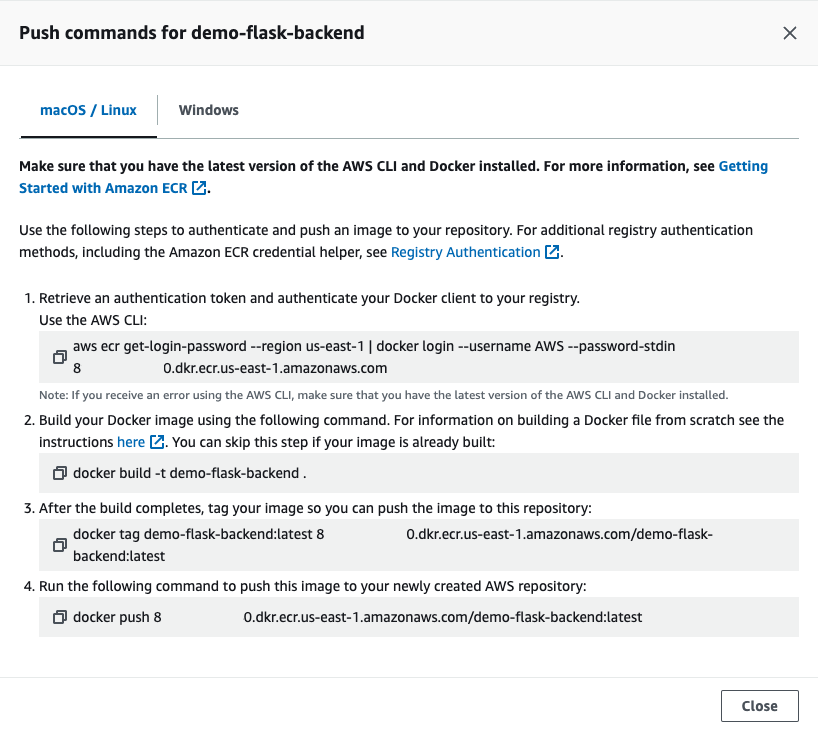 Push commands for demo-flask-backend
macOS / Linux
Windows
Make sure that you have the latest version of the AWS CLI and Docker installed. For more information, see Getting
Started with Amazon ECR.
Use the following steps to authenticate and push an image to your repository. For additional registry authentication
methods, including the Amazon ECR credential helper, see Registry Authentication.
1. Retrieve an authentication token and authenticate your Docker client to your registry.
Use the AWS CLI:
aws ecr get-login-password --region us-east-1 | docker login --username AWS --password-stdin
8 0.dkr.ecr.us-east-1.amazonaws.com
Note: If you receive an error using the AWS CLI, make sure that you have the latest version of the AWS CLI and Docker installed.
2. Build your Docker image using the following command. For information on building a Docker file from scratch see the
instructions here. You can skip this step if your image is already built:
docker build -t demo-flask-backend .
3. After the build completes, tag your image so you can push the image to this repository:
docker tag demo-flask-backend:latest 8 0.dkr.ecr.us-east-1.amazonaws.com/demo-flask-
backend:latest
4. Run the following command to push this image to your newly created AWS repository:
docker push 8 0.dkr.ecr.us-east-1.amazonaws.com/demo-flask-backend:latest
Close